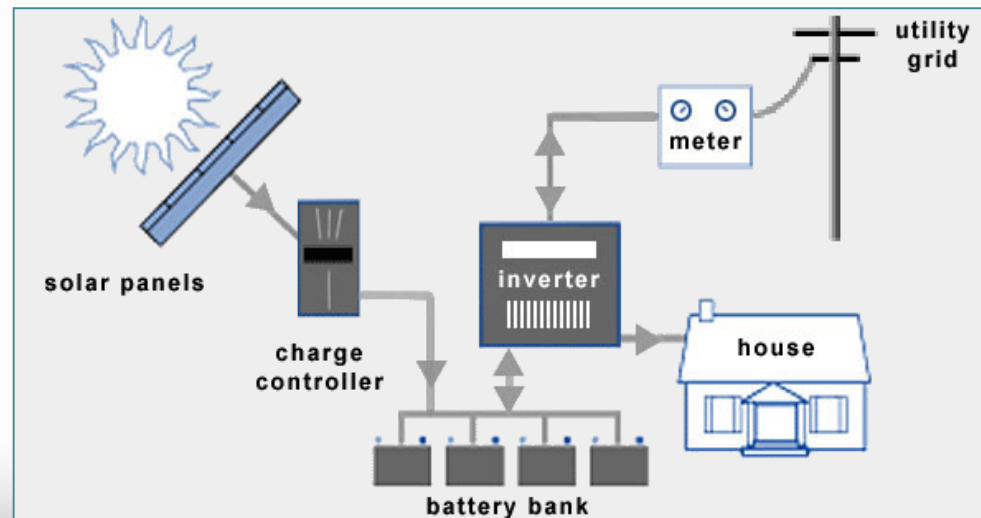 utility
grid
meter
inverter
solar panels
house
charge
controller
battery bank